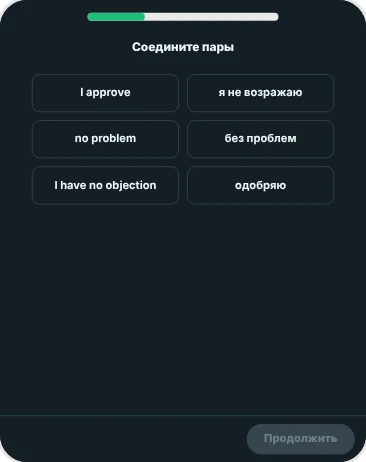 Соедините пары
I approve
я не возражаю
no problem
без проблем
I have no objection
одобряю
Продолжить